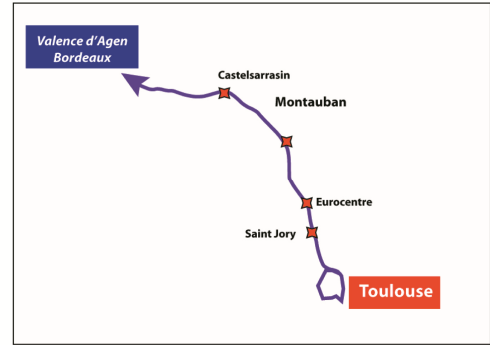 Valence d'Agen
Bordeaux
Castelsarrasin
Montauban
Eurocentre
Saint Jory
Toulouse